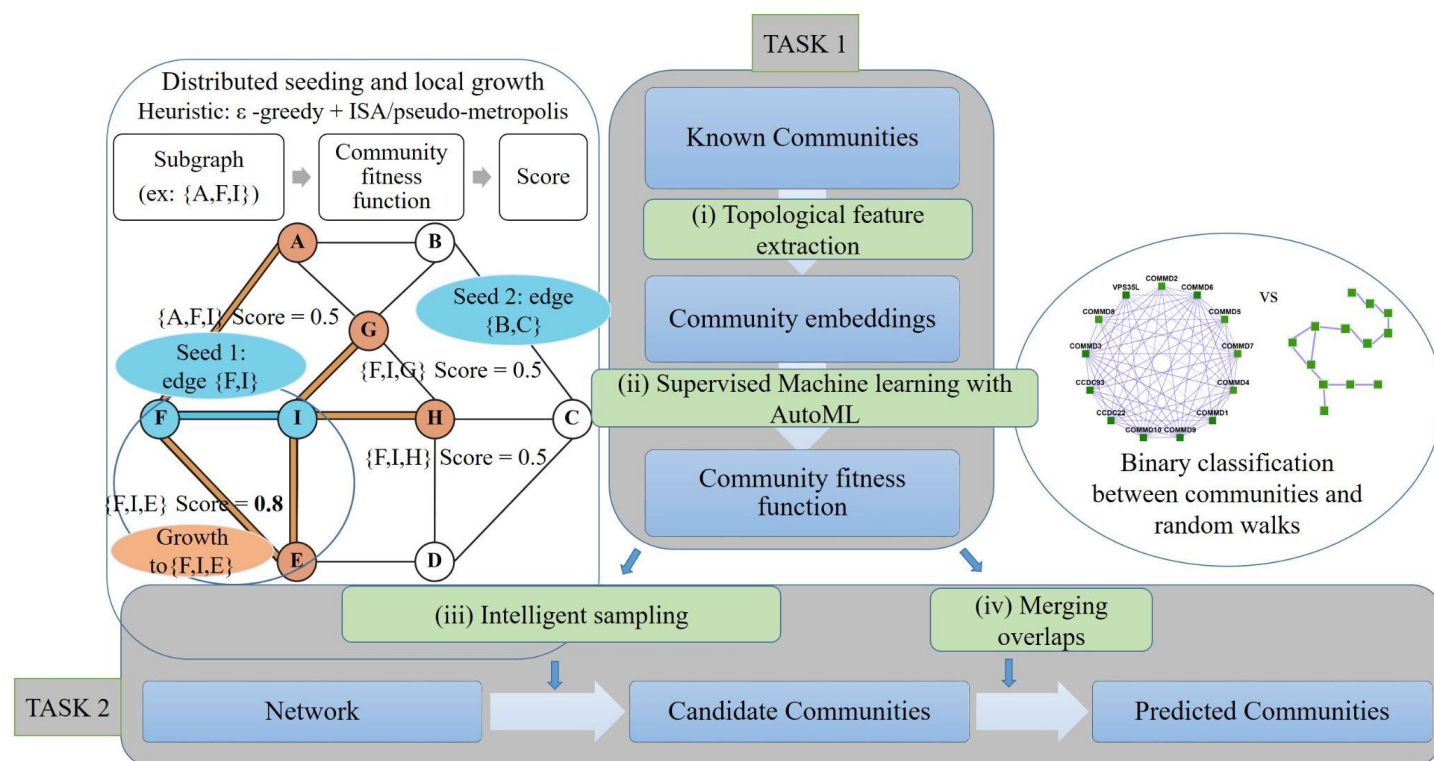 TASK 1
Distributed seeding and local growth
Heuristic: ε -greedy + ISA/pseudo-metropolis
Subgraph
(ex: {A,F,I})
Community
fitness
function
Score
A
B
{A,F,I} Score = 0.5
Seed 2: edge
{B,C}
G
Seed 1:
edge {F,I}
{F,I,G} Score = 0.5
F
I
H
C
{F,I,H} Score = 0.5
{F,I,E} Score = 0.8
Growth
to{F,I,E}
E
D
Known Communities
(i) Topological feature
extraction
Community embeddings
(ii) Supervised Machine learning with
AutoML
Community fitness
function
COMMD2
VPS35L
COMMD6
COMMD8
COMMD5
COMMD3
COMMD7
CCDC93
COMMD4
CCDC22
COMMD1
COMMD10
COMMD9
vs
Binary classification
between communities and
random walks
(iii) Intelligent sampling
(iv) Merging
overlaps
TASK 2
Network
Candidate Communities
Predicted Communities